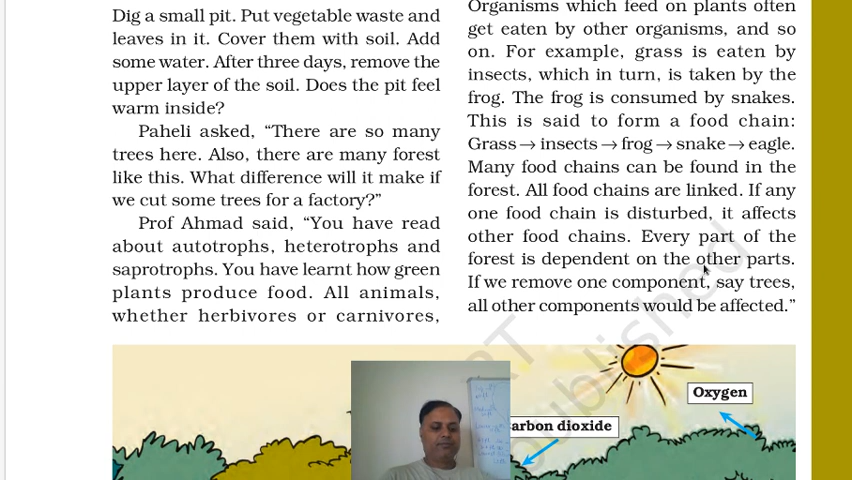 Dig a small pit. Put vegetable waste and
leaves in it. Cover them with soil. Add
some water. After three days, remove the
upper layer of the soil. Does the pit feel
warm inside?
Paheli asked, “There are so many
trees here. Also, there are many forest
like this. What difference will it make if
we cut some trees for a factory?”
Prof Ahmad said, “You have read
about autotrophs, heterotrophs and
saprotrophs. You have learnt how green
plants produce food. All animals,
whether herbivores or carnivores,
Organisms which feed on plants often
get eaten by other organisms, and so
on. For example, grass is eaten by
insects, which in turn, is taken by the
frog. The frog is consumed by snakes.
This is said to form a food chain:
Grass → insects → frog → snake → eagle.
Many food chains can be found in the
forest. All food chains are linked. If any
one food chain is disturbed, it affects
other food chains. Every part of the
forest is dependent on the other parts.
If we remove one component, say trees,
all other components would be affected.”
Oxygen
arbon dioxide